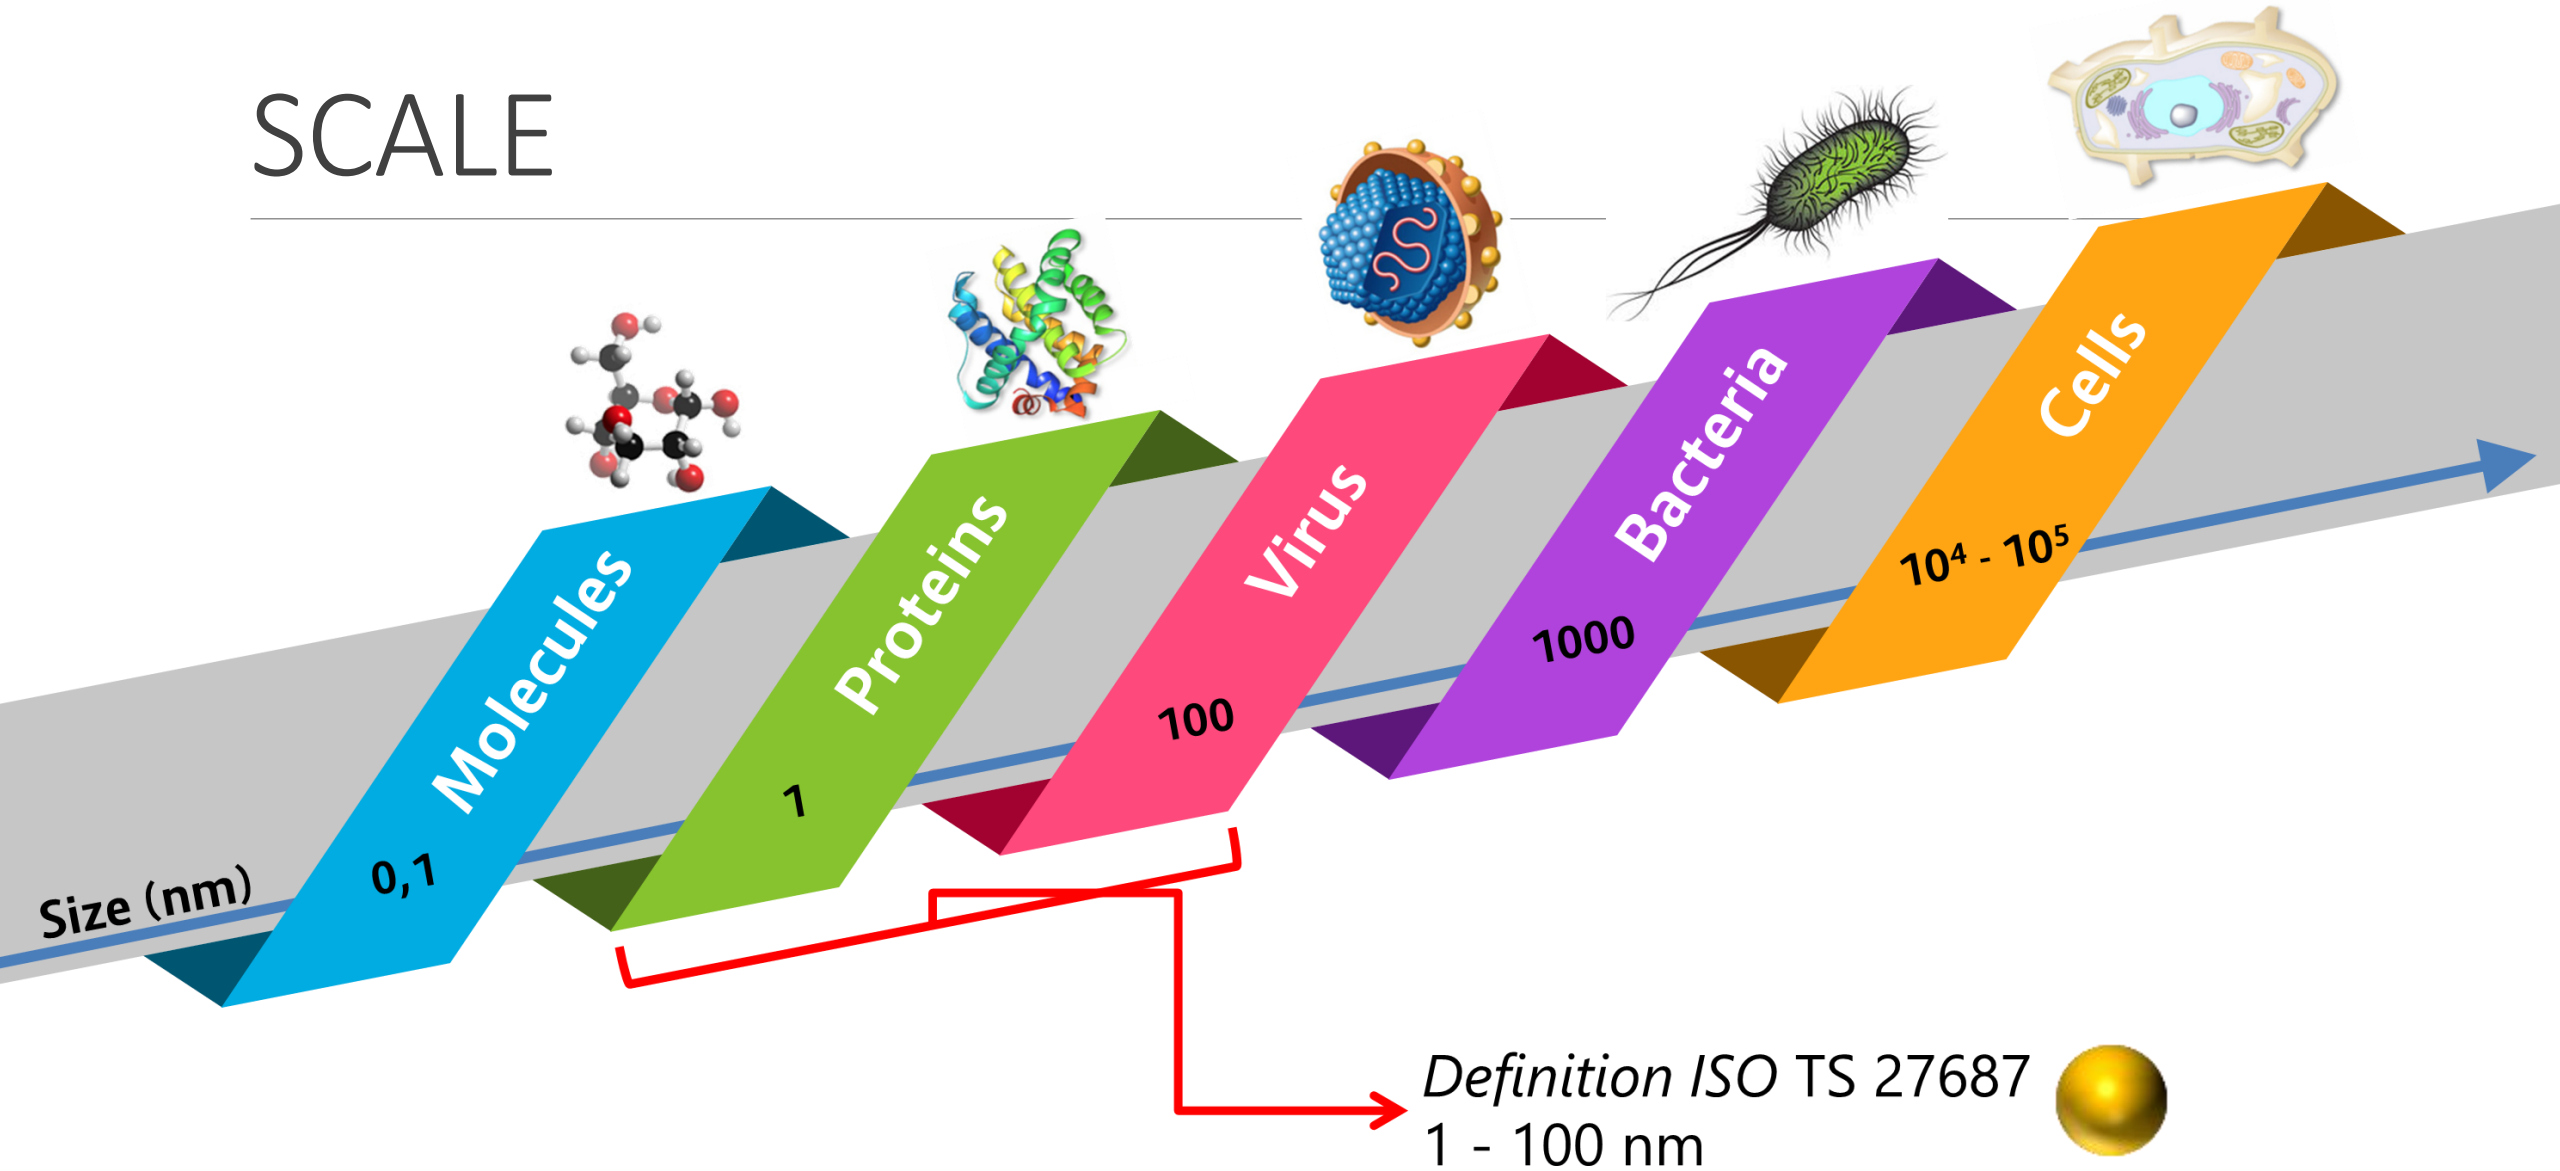 SCALE
Molecules
Proteins
Virus
Bacteria
Cells
Size (nm)
0,1
1
100
1000
10⁴ - 10⁵
Definition ISO TS 27687
1 - 100 nm